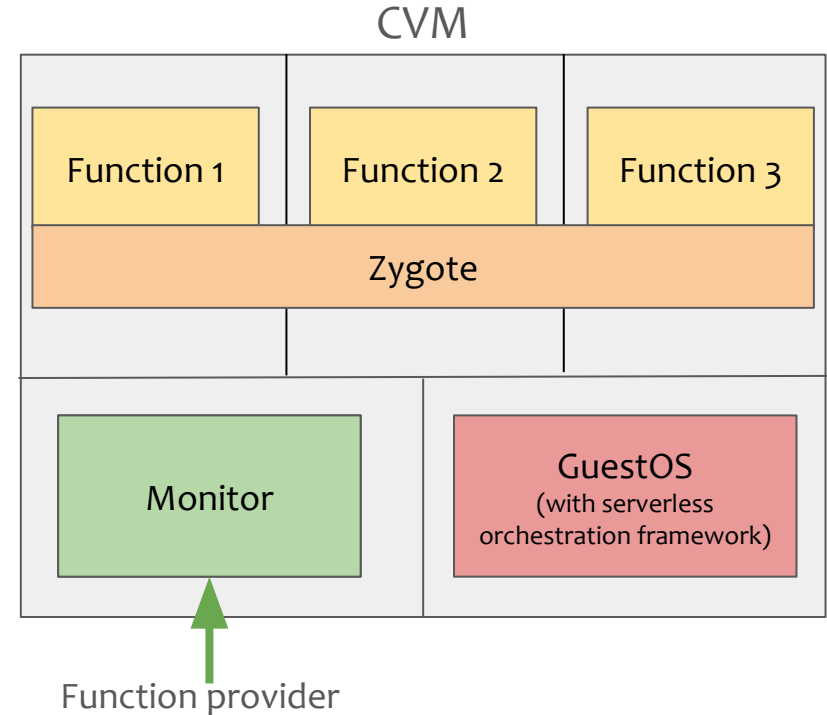 CVM
Function 1
Function 2
Function 3
Zygote
Monitor
GuestOS
(with serverless
orchestration framework)
Function provider